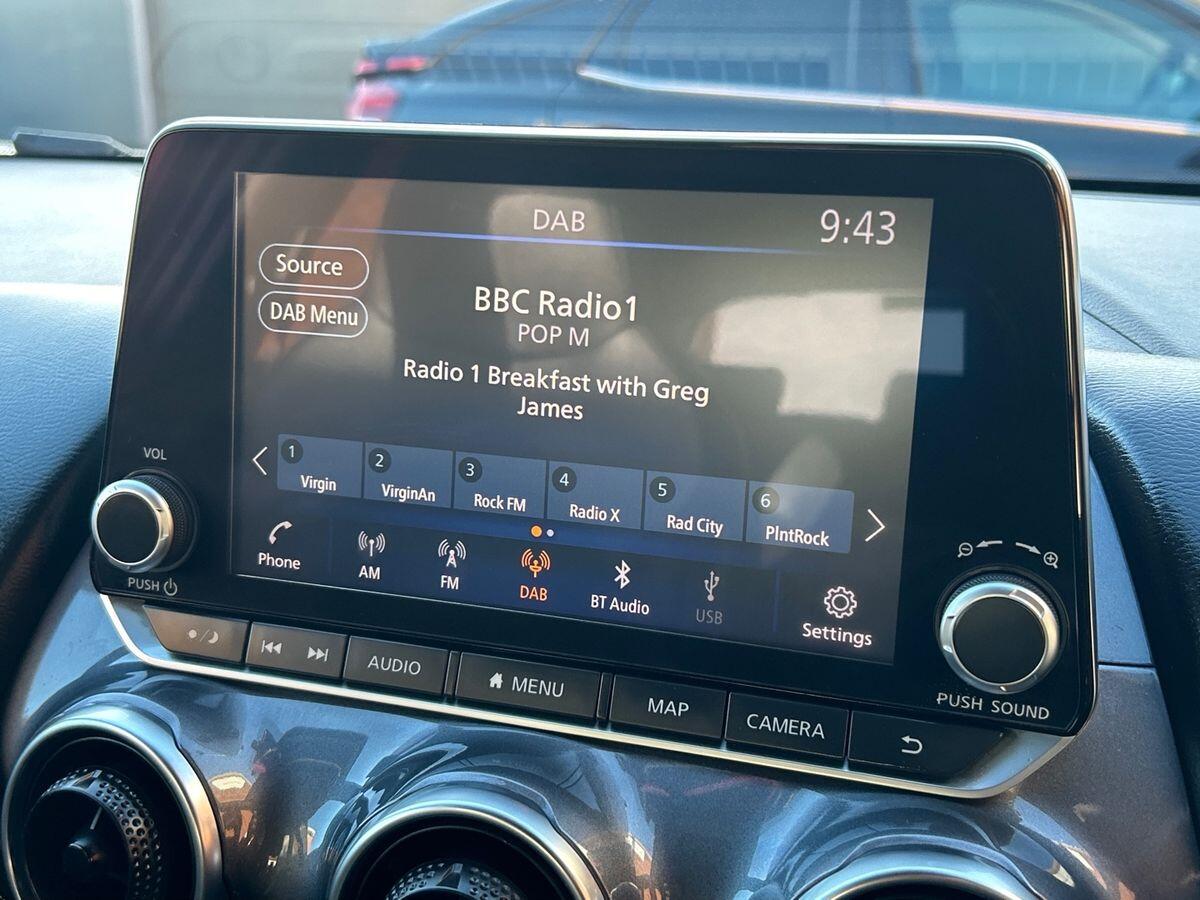 DAB
9:43
Source
DAB Menu
BBC Radio1
POP M
Radio 1 Breakfast with Greg
James
1
Virgin
2
VirginAn
3
Rock FM
4
Radio X
5
Rad City
6
PlntRock
Phone
AM
FM
DAB
BT Audio
USB
Settings
VOL
PUSH
PUSH SOUND
AUDIO
MENU
MAP
CAMERA